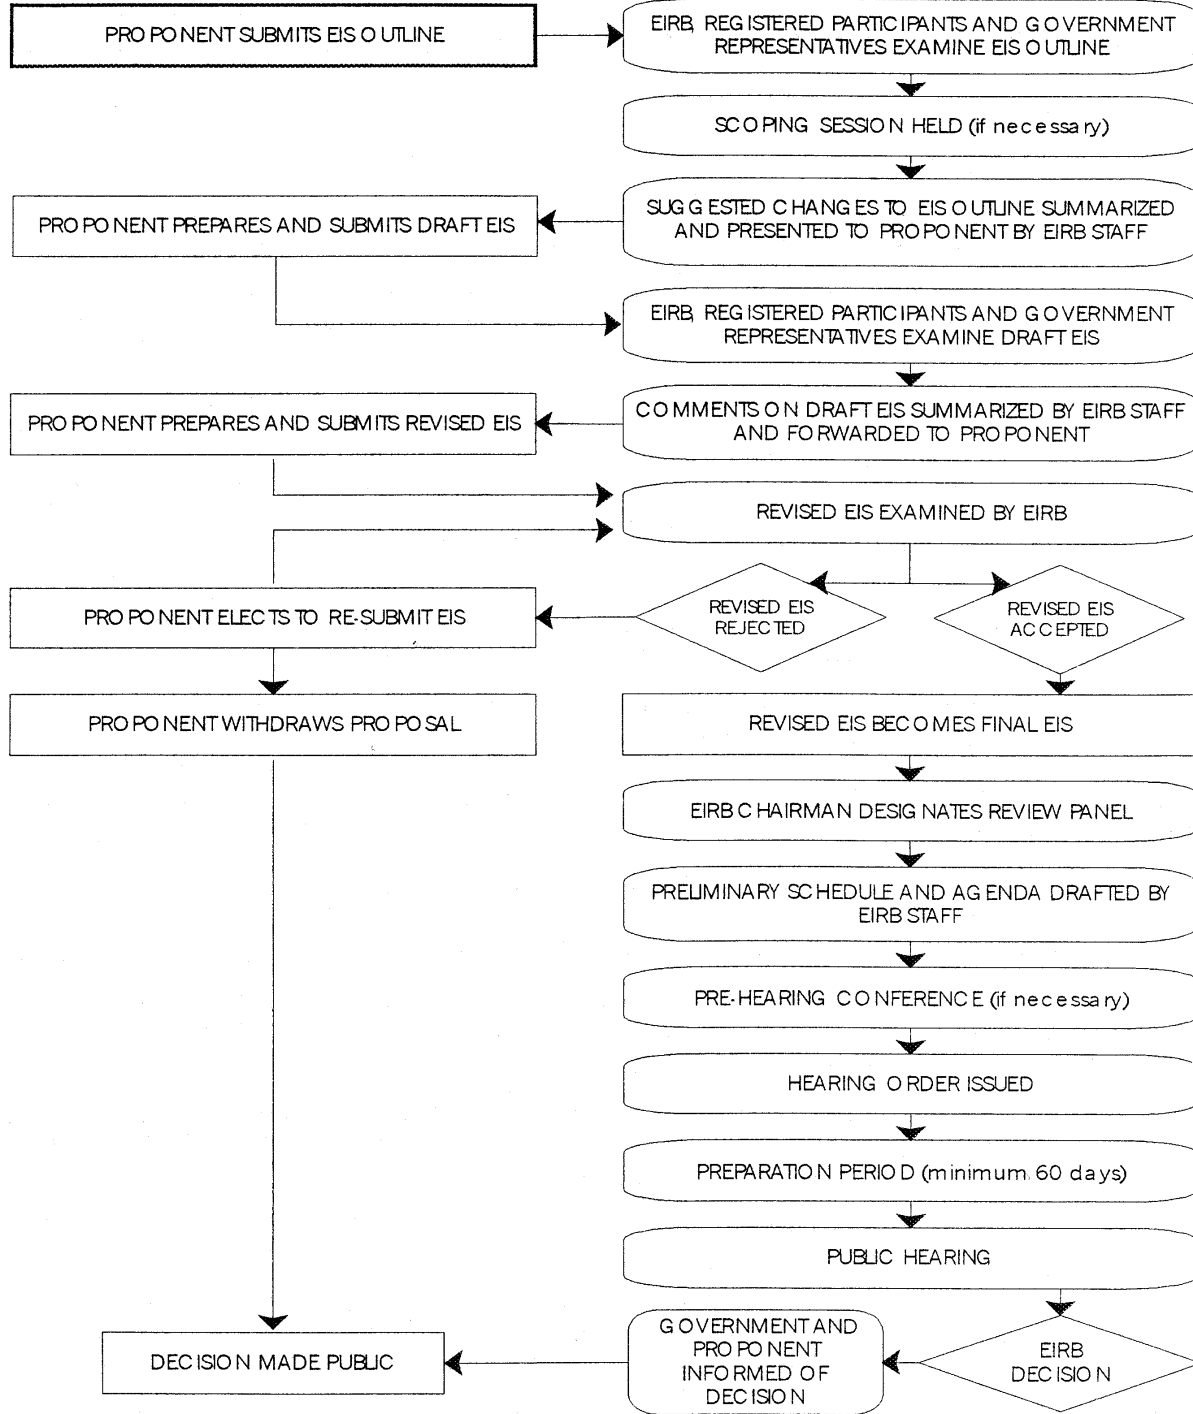 PROPONENT SUBMITS EIS OUTLINE
EIRB, REGISTERED PARTICIPANTS AND GOVERNMENT
REPRESENTATIVES EXAMINE EIS OUTLINE
SCOPING SESSION HELD (if necessary)
SUGGESTED CHANGES TO EIS OUTLINE SUMMARIZED
AND PRESENTED TO PROPONENT BY EIRB STAFF
PROPONENT PREPARES AND SUBMITS DRAFT EIS
EIRB, REGISTERED PARTICIPANTS AND GOVERNMENT
REPRESENTATIVES EXAMINE DRAFT EIS
COMMENTS ON DRAFT EIS SUMMARIZED BY EIRB STAFF
AND FORWARDED TO PROPONENT
PROPONENT PREPARES AND SUBMITS REVISED EIS
REVISED EIS EXAMINED BY EIRB
REVISED EIS
REJECTED
REVISED EIS
ACCEPTED
PROPONENT ELECTS TO RE-SUBMIT EIS
PROPONENT WITHDRAWS PROPOSAL
REVISED EIS BECOMES FINAL EIS
EIRB CHAIRMAN DESIGNATES REVIEW PANEL
PRELIMINARY SCHEDULE AND AGENDA DRAFTED BY
EIRB STAFF
PRE-HEARING CONFERENCE (if necessary)
HEARING ORDER ISSUED
PREPARATION PERIOD (minimum 60 days)
PUBLIC HEARING
EIRB
DECISION
GOVERNMENT AND
PROPONENT
INFORMED OF
DECISION
DECISION MADE PUBLIC